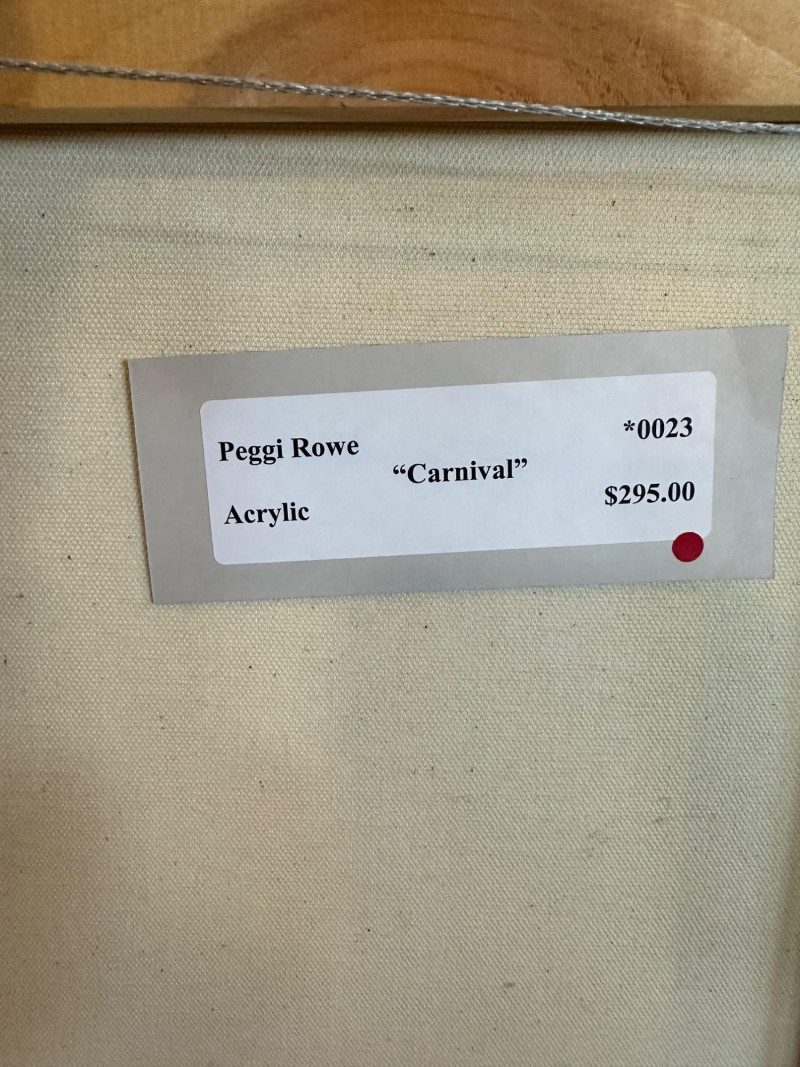 Peggi Rowe
*0023
“Carnival”
Acrylic
$295.00